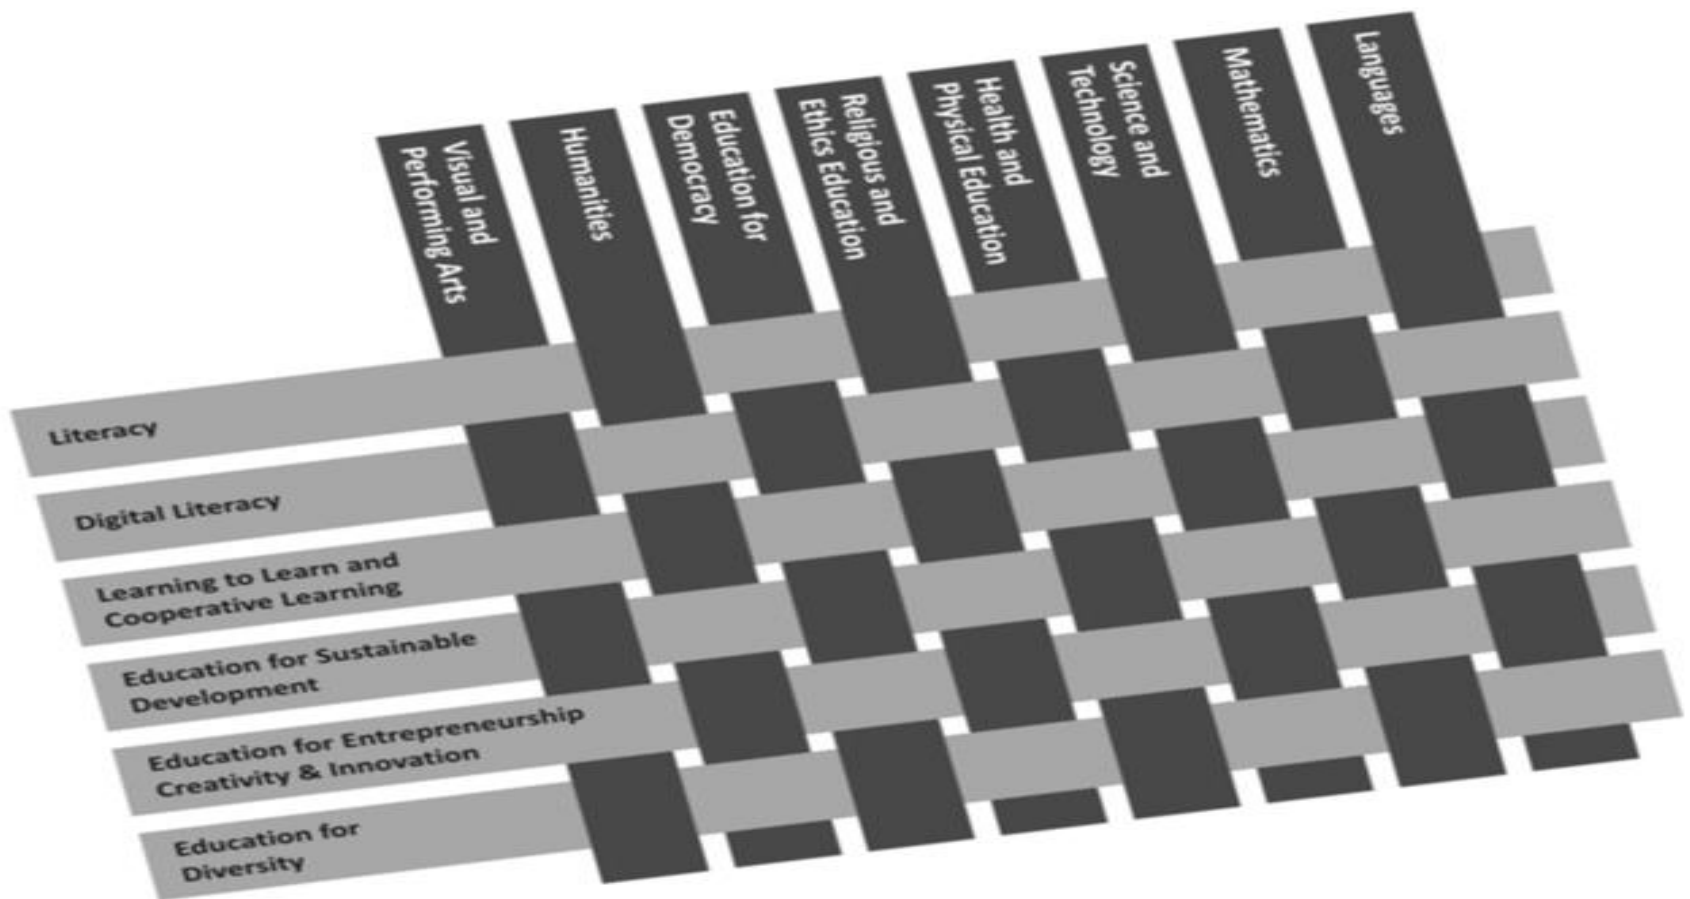 Visual and
Performing Arts
Humanities
Education for
Democracy
Religious and
Ethics Education
Health and
Physical Education
Science and
Technology
Mathematics
Languages
Literacy
Digital Literacy
Learning to Learn and
Cooperative Learning
Education for Sustainable
Development
Education for Entrepreneurship
Creativity & Innovation
Education for
Diversity